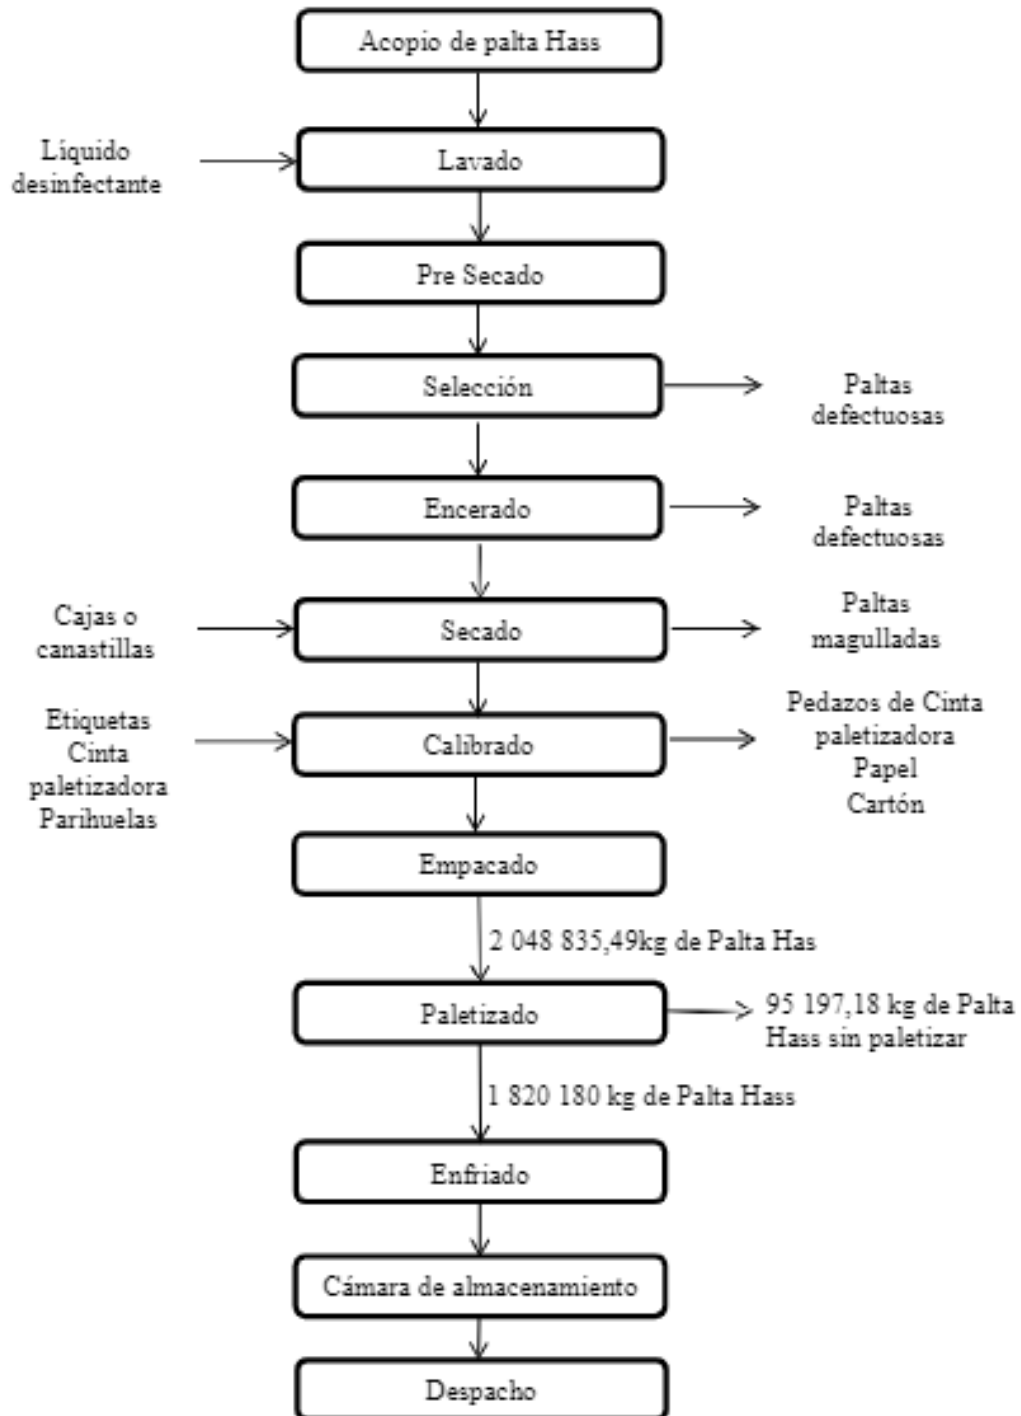 Acopio de palta Hass
Líquido
desinfectante
Lavado
Pre Secado
Selección
Paltas
defectuosas
Encerado
Paltas
defectuosas
Cajas o
canastillas
Secado
Paltas
magulladas
Etiquetas
Cinta
paletizadora
Parihuelas
Calibrado
Pedazos de Cinta
paletizadora
Papel
Cartón
Empacado
2 048 835,49kg de Palta Has
Paletizado
95 197,18 kg de Palta
Hass sin paletizar
1 820 180 kg de Palta Hass
Enfriado
Cámara de almacenamiento
Despacho